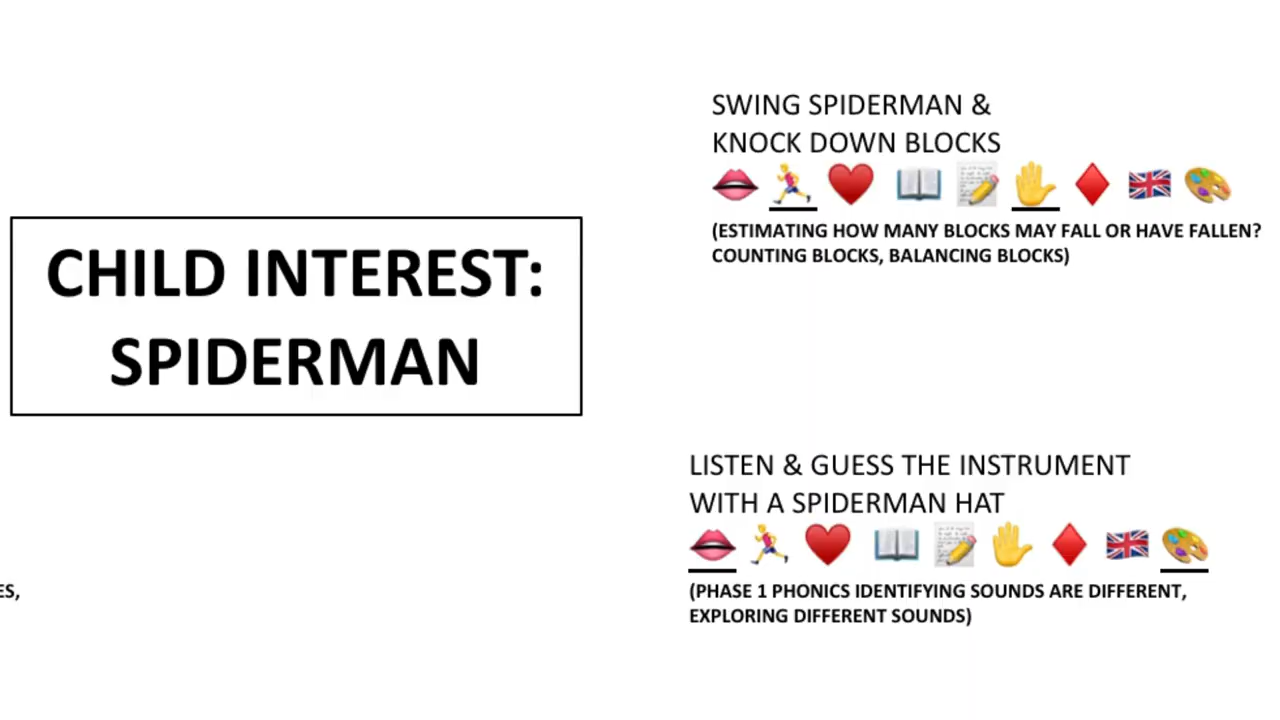 CHILD INTEREST:
SPIDERMAN
SWING SPIDERMAN &
KNOCK DOWN BLOCKS
(ESTIMATING HOW MANY BLOCKS MAY FALL OR HAVE FALLEN?
COUNTING BLOCKS, BALANCING BLOCKS)
LISTEN & GUESS THE INSTRUMENT
WITH A SPIDERMAN HAT
(PHASE 1 PHONICS IDENTIFYING SOUNDS ARE DIFFERENT,
EXPLORING DIFFERENT SOUNDS)
ES,